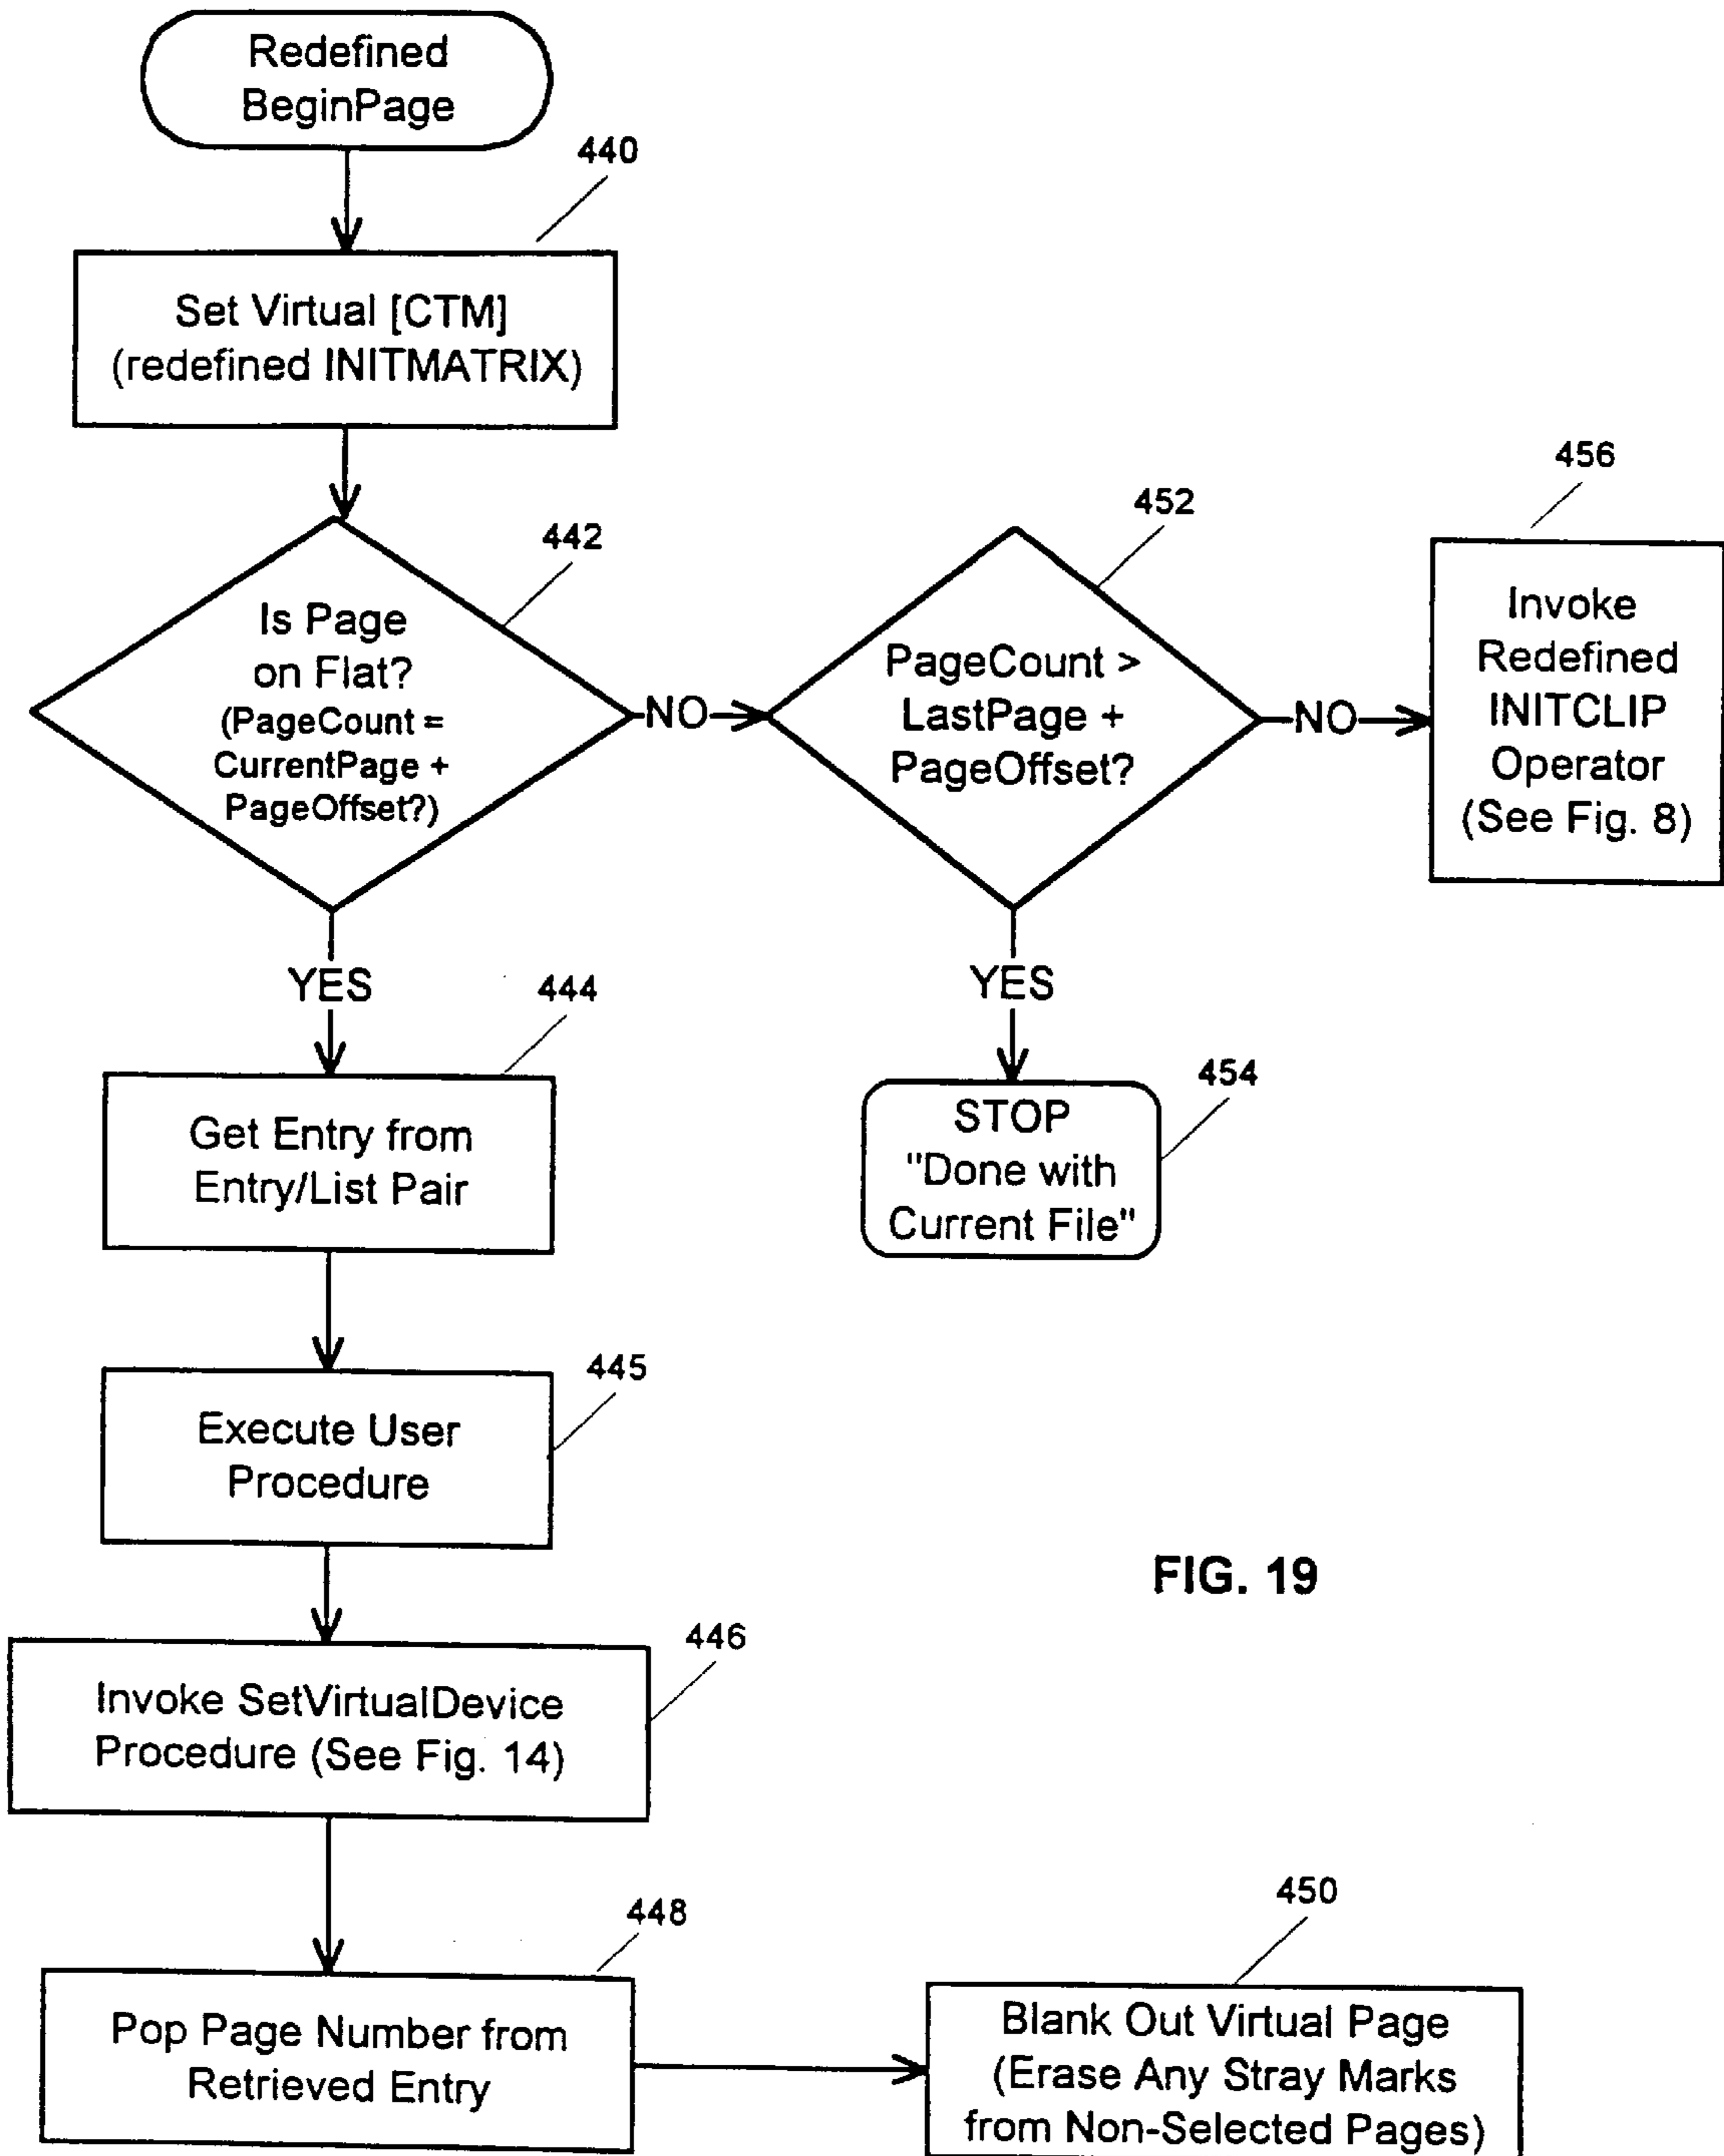 Redefined
BeginPage
440
Set Virtual [CTM]
(redefined INITMATRIX)
442
Is Page
on Flat?
(PageCount =
CurrentPage +
PageOffset?)
NO
452
PageCount >
LastPage +
PageOffset?
NO
456
Invoke
Redefined
INITCLIP
Operator
(See Fig. 8)
YES
444
Get Entry from
Entry/List Pair
YES
454
STOP
"Done with
Current File"
445
Execute User
Procedure
FIG. 19
446
Invoke SetVirtualDevice
Procedure (See Fig. 14)
448
Pop Page Number from
Retrieved Entry
450
Blank Out Virtual Page
(Erase Any Stray Marks
from Non-Selected Pages)